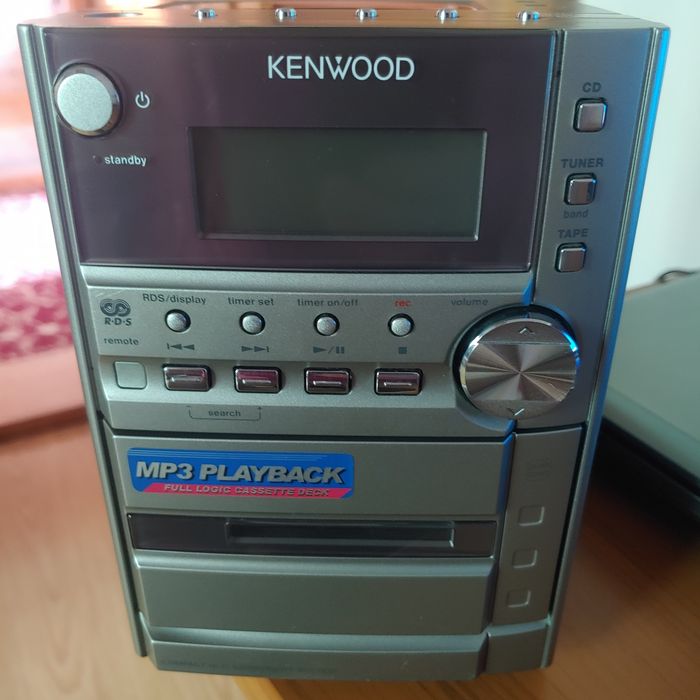 KENWOOD
CD
standby
TUNER
band
TAPE
RDS/display
timer set
timer on/off
rec
volume
R·D·S
remote
search
MP3 PLAYBACK
FULL LOGIC CASSETTE DECK